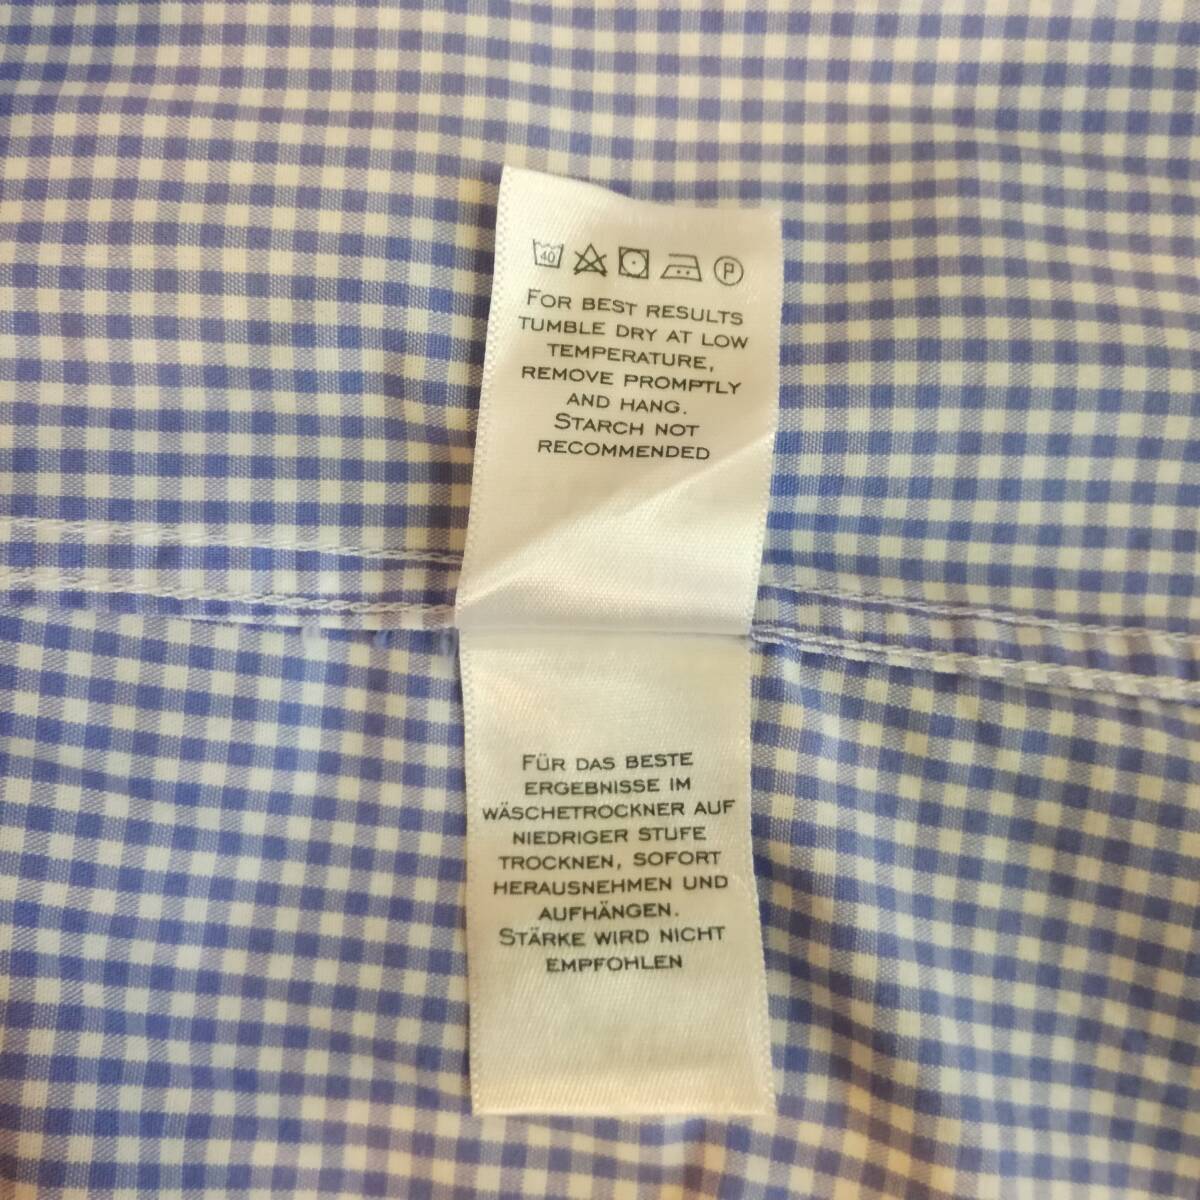 40 P
FOR BEST RESULTS
TUMBLE DRY AT LOW
TEMPERATURE,
REMOVE PROMPTLY
AND HANG.
STARCH NOT
RECOMMENDED
FÜR DAS BESTE
ERGEBNISSE IM
WÄSCHETROCKNER AUF
NIEDRIGER STUFE
TROCKNEN, SOFORT
HERAUSNEHMEN UND
AUFHÄNGEN.
STÄRKE WIRD NICHT
EMPFOHLEN